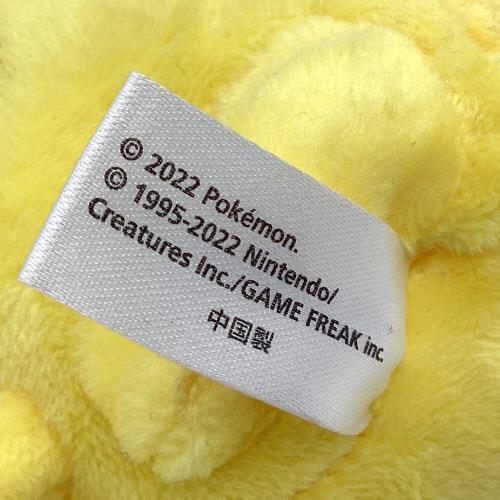 © 2022 Pokémon.
© 1995-2022 Nintendo/
Creatures Inc./GAME FREAK inc.
中国製